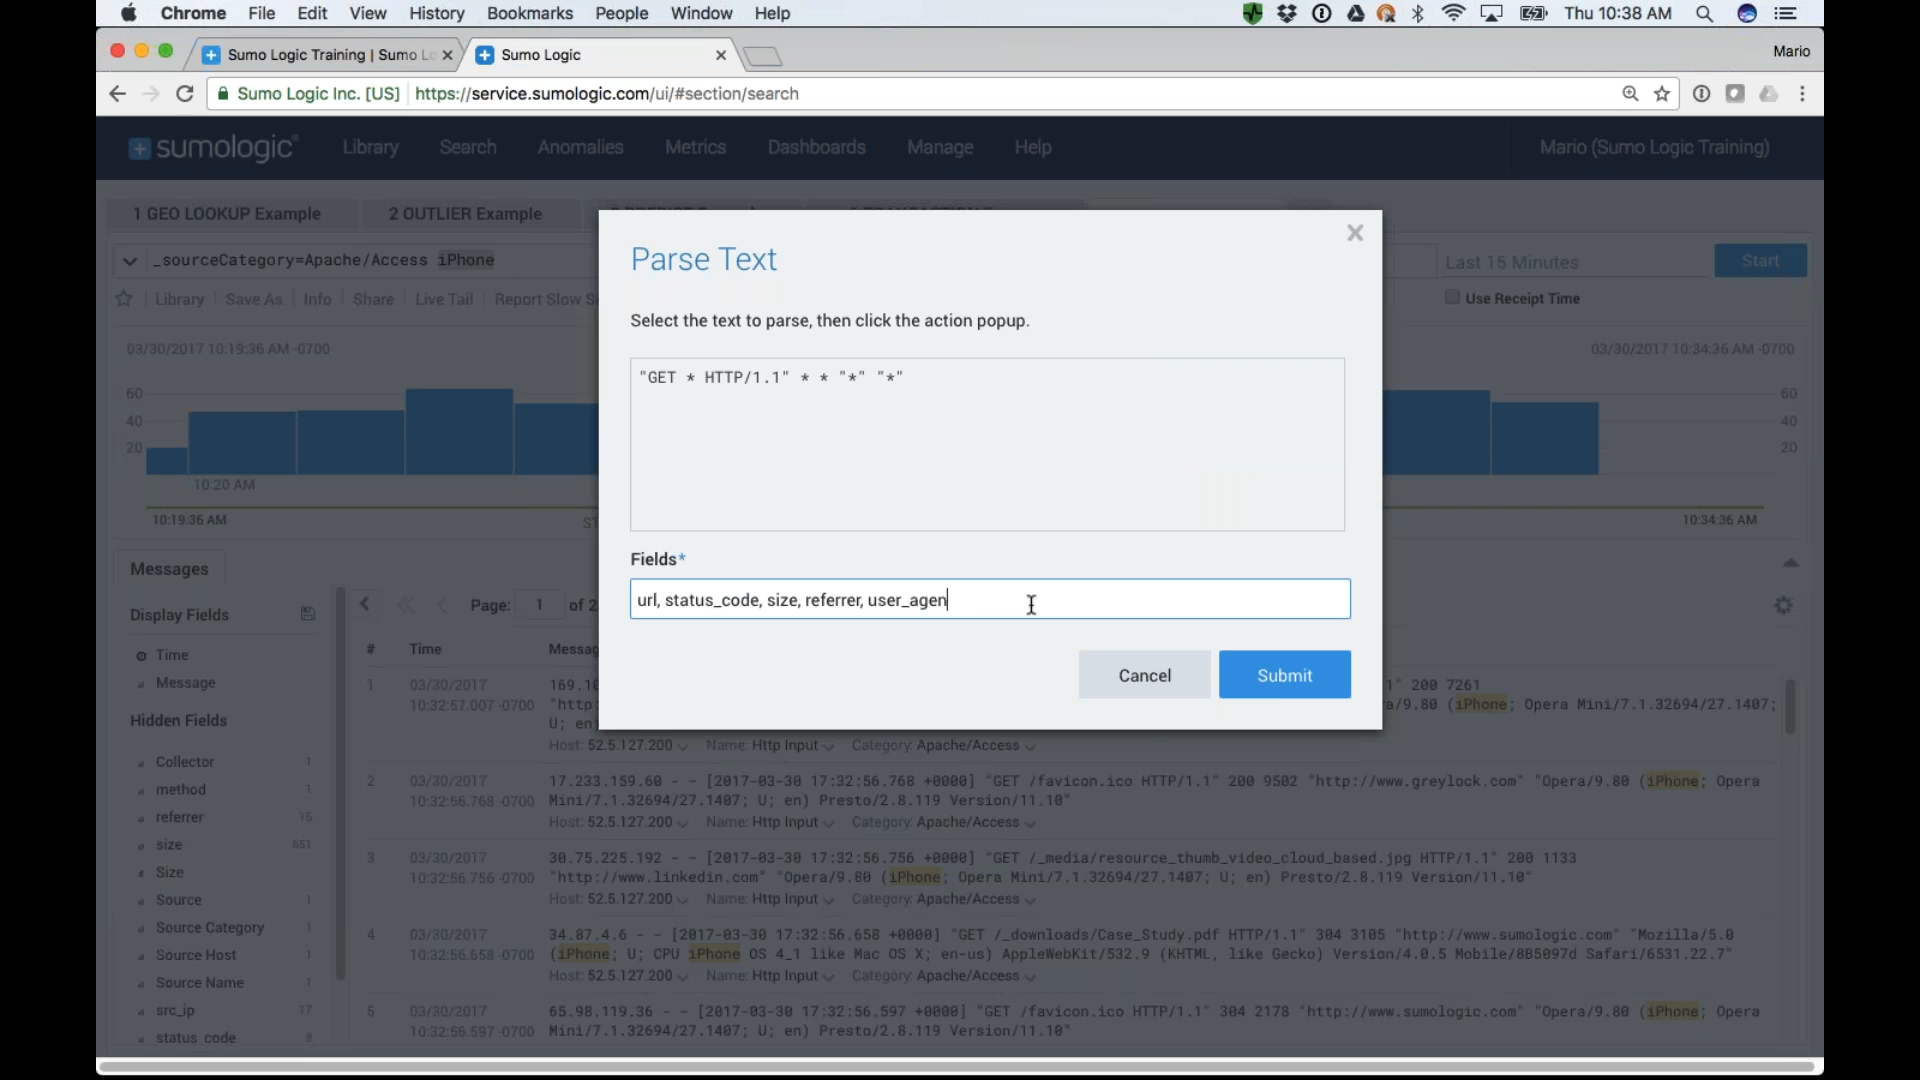 Chrome File Edit View History Bookmarks People Window Help Thu 10:38 AM
Sumo Logic Training | Sumo Lo
Sumo Logic
Mario
Sumo Logic Inc. [US] https://service.sumologic.com/ui/#section/search
sumologic Library Search Anomalies Metrics Dashboards Manage Help Mario (Sumo Logic Training)
1 GEO LOOKUP Example 2 OUTLIER Example
_sourceCategory=Apache/Access iPhone
Last 15 Minutes Start
Library Save As Info Share Live Tail Report Slow S
Use Receipt Time
03/30/2017 10:19:36 AM -0700
03/30/2017 10:34:36 AM -0700
60 60
40 40
20 20
10:20 AM
10:19:36 AM
10:34:36 AM
Parse Text
Select the text to parse, then click the action popup.
"GET * HTTP/1.1" * * "*" "*"
Fields*
url, status_code, size, referrer, user_agen
Cancel Submit
Messages
Display Fields
Time
Message
Hidden Fields
Collector 1
method 1
referrer 15
size 651
Size
Source 1
Source Category 1
Source Host 1
Source Name 1
src_ip 17
status_code 8
Page: 1 of 2
# Time Messag
1 03/30/2017 169.10 1" 200 7261
10:32:57.007 -0700 "http a/9.80 (iPhone; Opera Mini/7.1.32694/27.1407;
U; en)
Host: 52.5.127.200 Name: Http Input Category: Apache/Access
2 03/30/2017 17.233.159.60 - - [2017-03-30 17:32:56.768 +0000] "GET /favicon.ico HTTP/1.1" 200 9502 "http://www.greylock.com" "Opera/9.80 (iPhone; Opera
10:32:56.768 -0700 Mini/7.1.32694/27.1407; U; en) Presto/2.8.119 Version/11.10"
Host: 52.5.127.200 Name: Http Input Category: Apache/Access
3 03/30/2017 30.75.225.192 - - [2017-03-30 17:32:56.756 +0000] "GET /_media/resource_thumb_video_cloud_based.jpg HTTP/1.1" 200 1133
10:32:56.756 -0700 "http://www.linkedin.com" "Opera/9.80 (iPhone; Opera Mini/7.1.32694/27.1407; U; en) Presto/2.8.119 Version/11.10"
Host: 52.5.127.200 Name: Http Input Category: Apache/Access
4 03/30/2017 34.87.4.6 - - [2017-03-30 17:32:56.658 +0000] "GET /_downloads/Case_Study.pdf HTTP/1.1" 304 3105 "http://www.sumologic.com" "Mozilla/5.0
10:32:56.658 -0700 (iPhone; U; CPU iPhone OS 4_1 like Mac OS X; en-us) AppleWebKit/532.9 (KHTML, like Gecko) Version/4.0.5 Mobile/8B5097d Safari/6531.22.7"
Host: 52.5.127.200 Name: Http Input Category: Apache/Access
5 03/30/2017 65.98.119.36 - - [2017-03-30 17:32:56.597 +0000] "GET /favicon.ico HTTP/1.1" 304 2178 "http://www.sumologic.com" "Opera/9.80 (iPhone; Opera
10:32:56.597 -0700 Mini/7.1.32694/27.1407; U; en) Presto/2.8.119 Version/11.10"